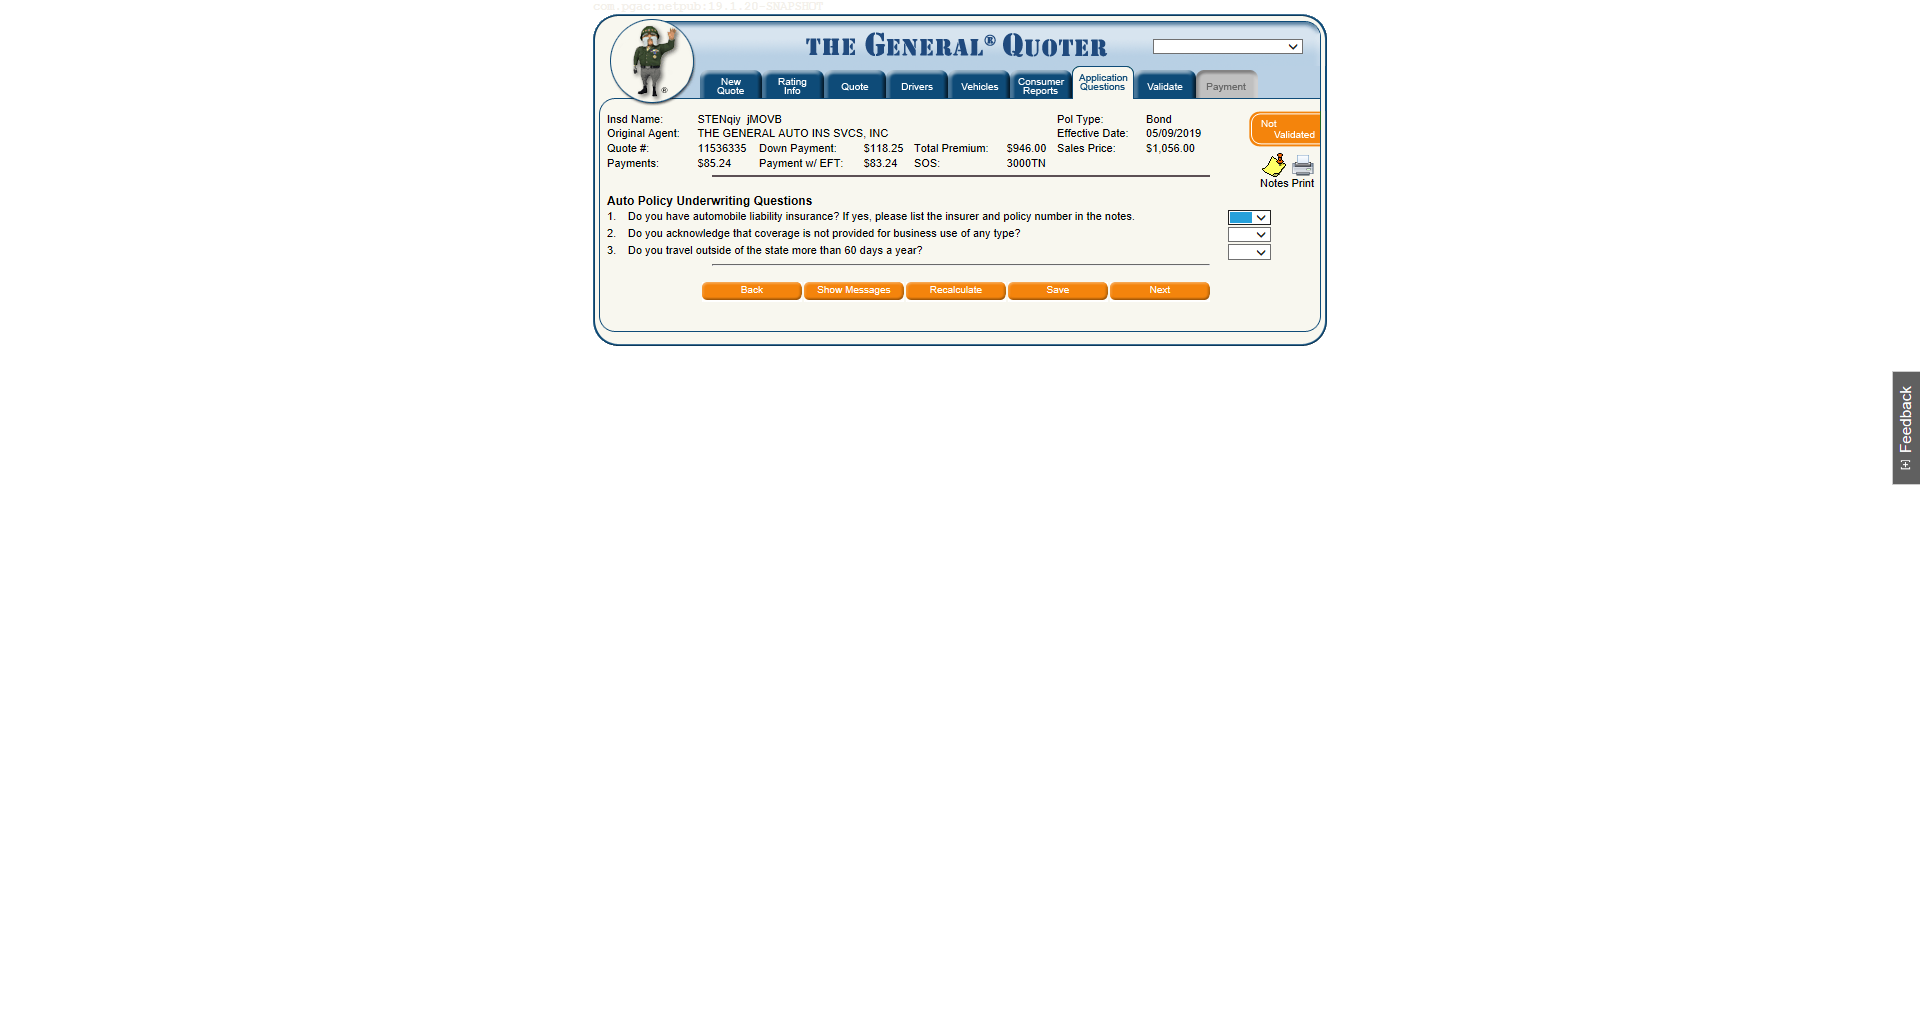 com.pgac:netpub:19.1.20-SNAPSHOT
THE GENERAL® QUOTER
New Quote
Rating Info
Quote
Drivers
Vehicles
Consumer Reports
Application Questions
Validate
Payment
®
Insd Name: STENqiy jMOVB Pol Type: Bond
Original Agent: THE GENERAL AUTO INS SVCS, INC Effective Date: 05/09/2019
Quote #: 11536335 Down Payment: $118.25 Total Premium: $946.00 Sales Price: $1,056.00
Payments: $85.24 Payment w/ EFT: $83.24 SOS: 3000TN
Not Validated
Notes Print
Auto Policy Underwriting Questions
1. Do you have automobile liability insurance? If yes, please list the insurer and policy number in the notes.
2. Do you acknowledge that coverage is not provided for business use of any type?
3. Do you travel outside of the state more than 60 days a year?
Back Show Messages Recalculate Save Next
[+] Feedback